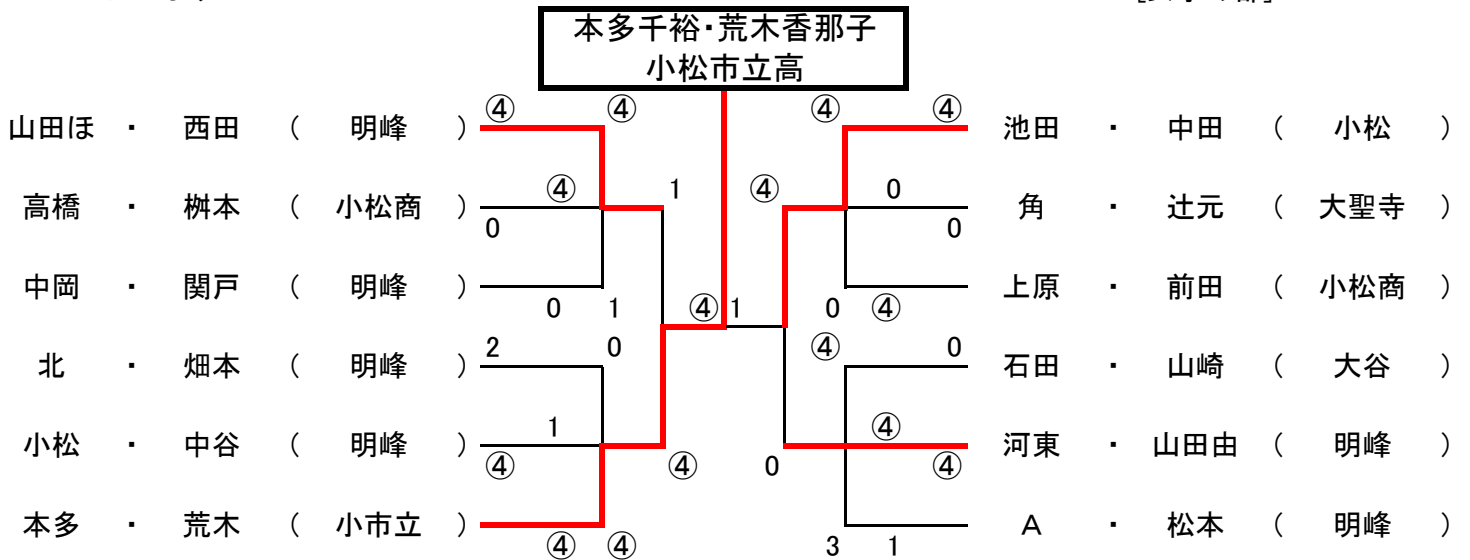 本多千裕・荒木香那子
小松市立高
④ ④ ④ ④
山田ほ ・ 西田 ( 明峰 ) 池田 ・ 中田 ( 小松 )
④ 1 ④ 0
高橋 ・ 桝本 ( 小松商 ) 角 ・ 辻元 ( 大聖寺 )
0 0
中岡 ・ 関戸 ( 明峰 ) 上原 ・ 前田 ( 小松商 )
0 1 ④ 1 0 ④
2 0 ④ 0
北 ・ 畑本 ( 明峰 ) 石田 ・ 山崎 ( 大谷 )
1 ④
小松 ・ 中谷 ( 明峰 ) 河東 ・ 山田由 ( 明峰 )
④ ④ 0 ④
本多 ・ 荒木 ( 小市立 ) A ・ 松本 ( 明峰 )
④ ④ 3 1